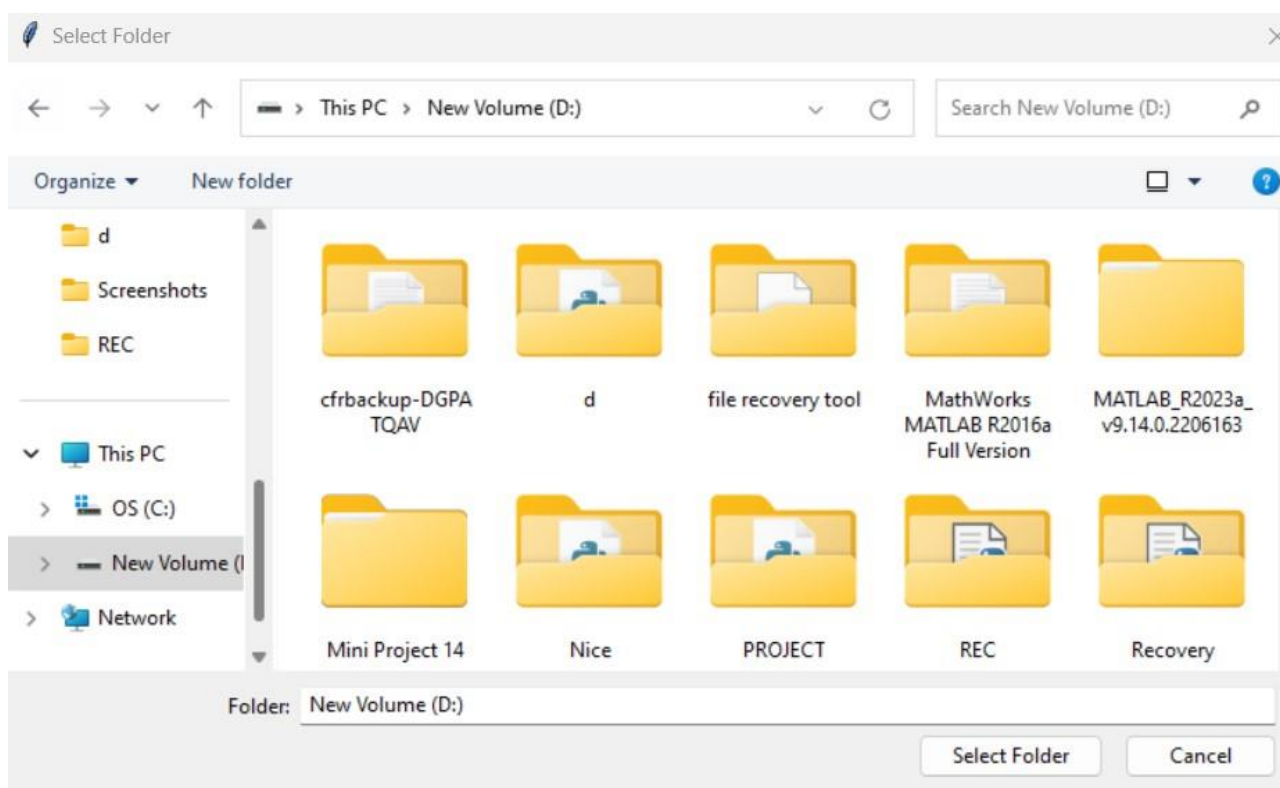 Select Folder
This PC > New Volume (D:)
Search New Volume (D:)
Organize
New folder
d
Screenshots
REC
This PC
OS (C:)
New Volume (
Network
cfrbackup-DGPA
TQAV
d
file recovery tool
MathWorks
MATLAB R2016a
Full Version
MATLAB_R2023a_
v9.14.0.2206163
Mini Project 14
Nice
PROJECT
REC
Recovery
Folder: New Volume (D:)
Select Folder
Cancel